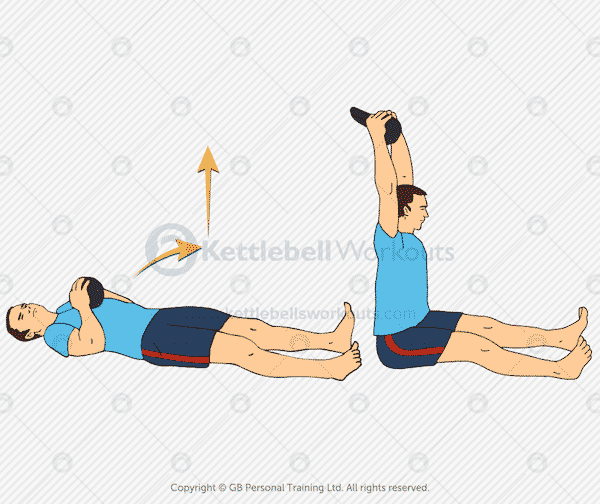 KettlebellWorkouts
kettlebellsworkouts.com
Copyright © GB Personal Training Ltd. All rights reserved.